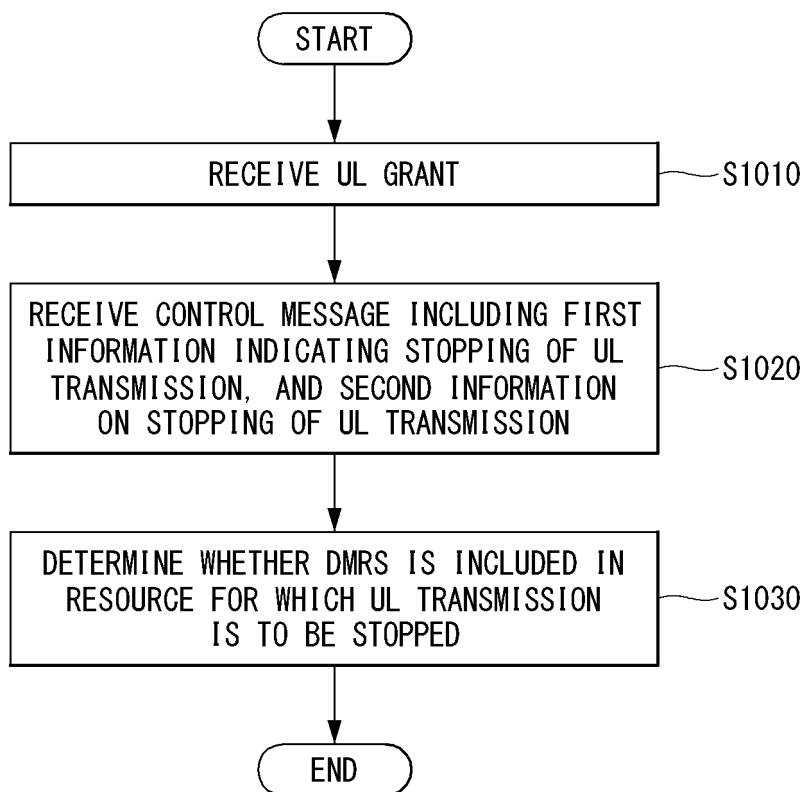 START
RECEIVE UL GRANT
S1010
RECEIVE CONTROL MESSAGE INCLUDING FIRST
INFORMATION INDICATING STOPPING OF UL
TRANSMISSION, AND SECOND INFORMATION
ON STOPPING OF UL TRANSMISSION
S1020
DETERMINE WHETHER DMRS IS INCLUDED IN
RESOURCE FOR WHICH UL TRANSMISSION
IS TO BE STOPPED
S1030
END